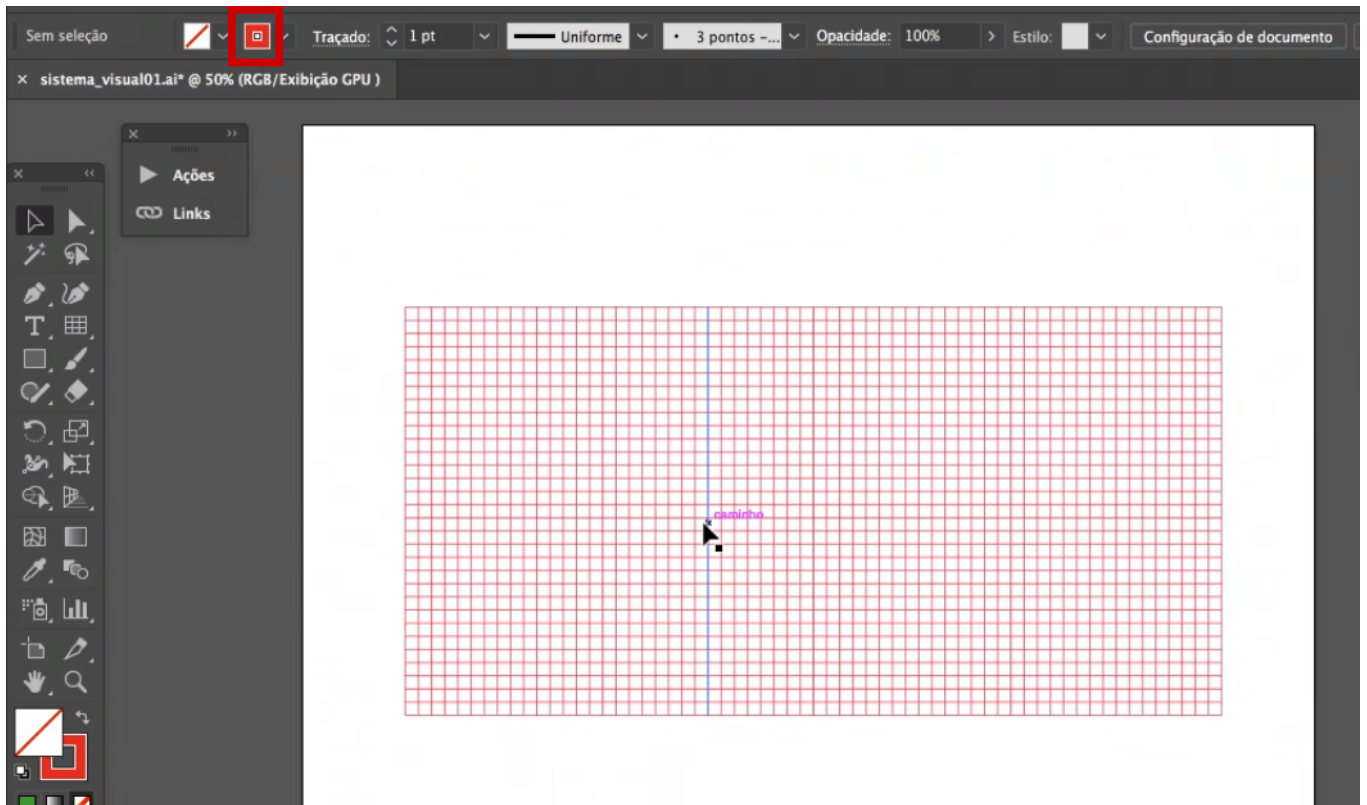 Sem seleção Traçado: 1 pt Uniforme 3 pontos -... Opacidade: 100% Estilo: Configuração de documento
× sistema_visual01.ai* @ 50% (RGB/Exibição GPU )
Ações
Links
caminho